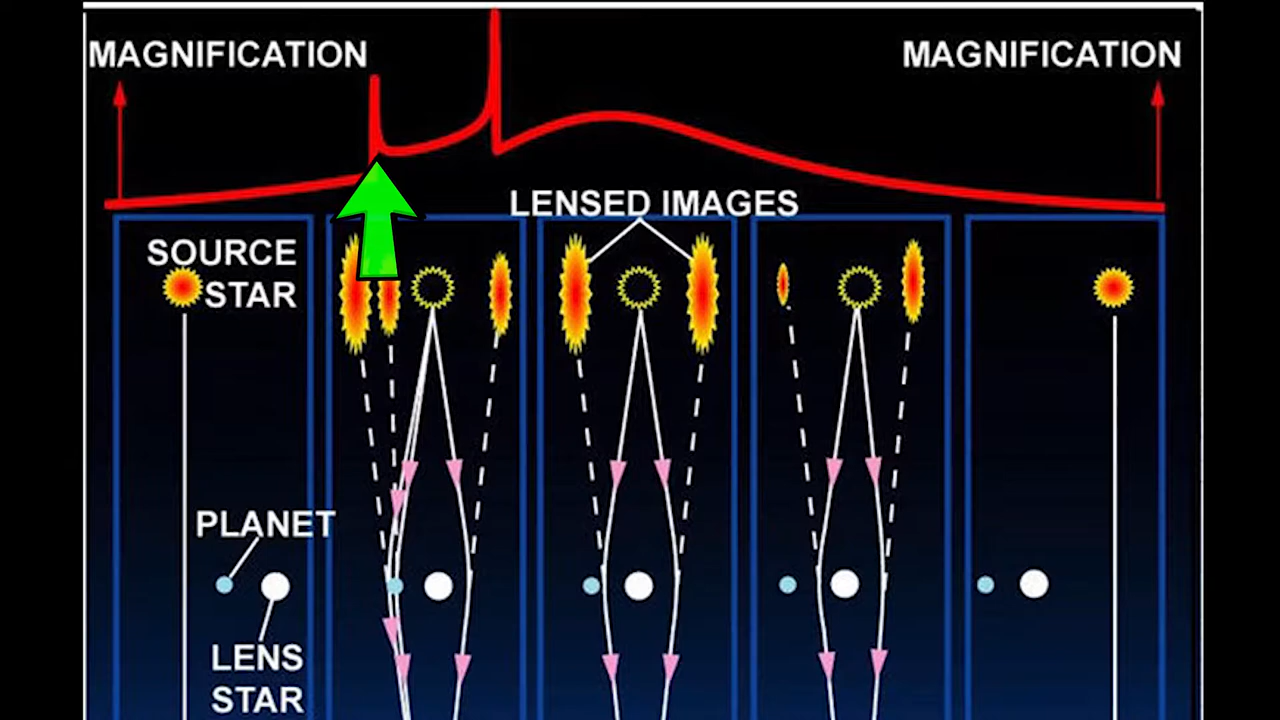 MAGNIFICATION
MAGNIFICATION
LENSED IMAGES
SOURCE
STAR
PLANET
LENS
STAR